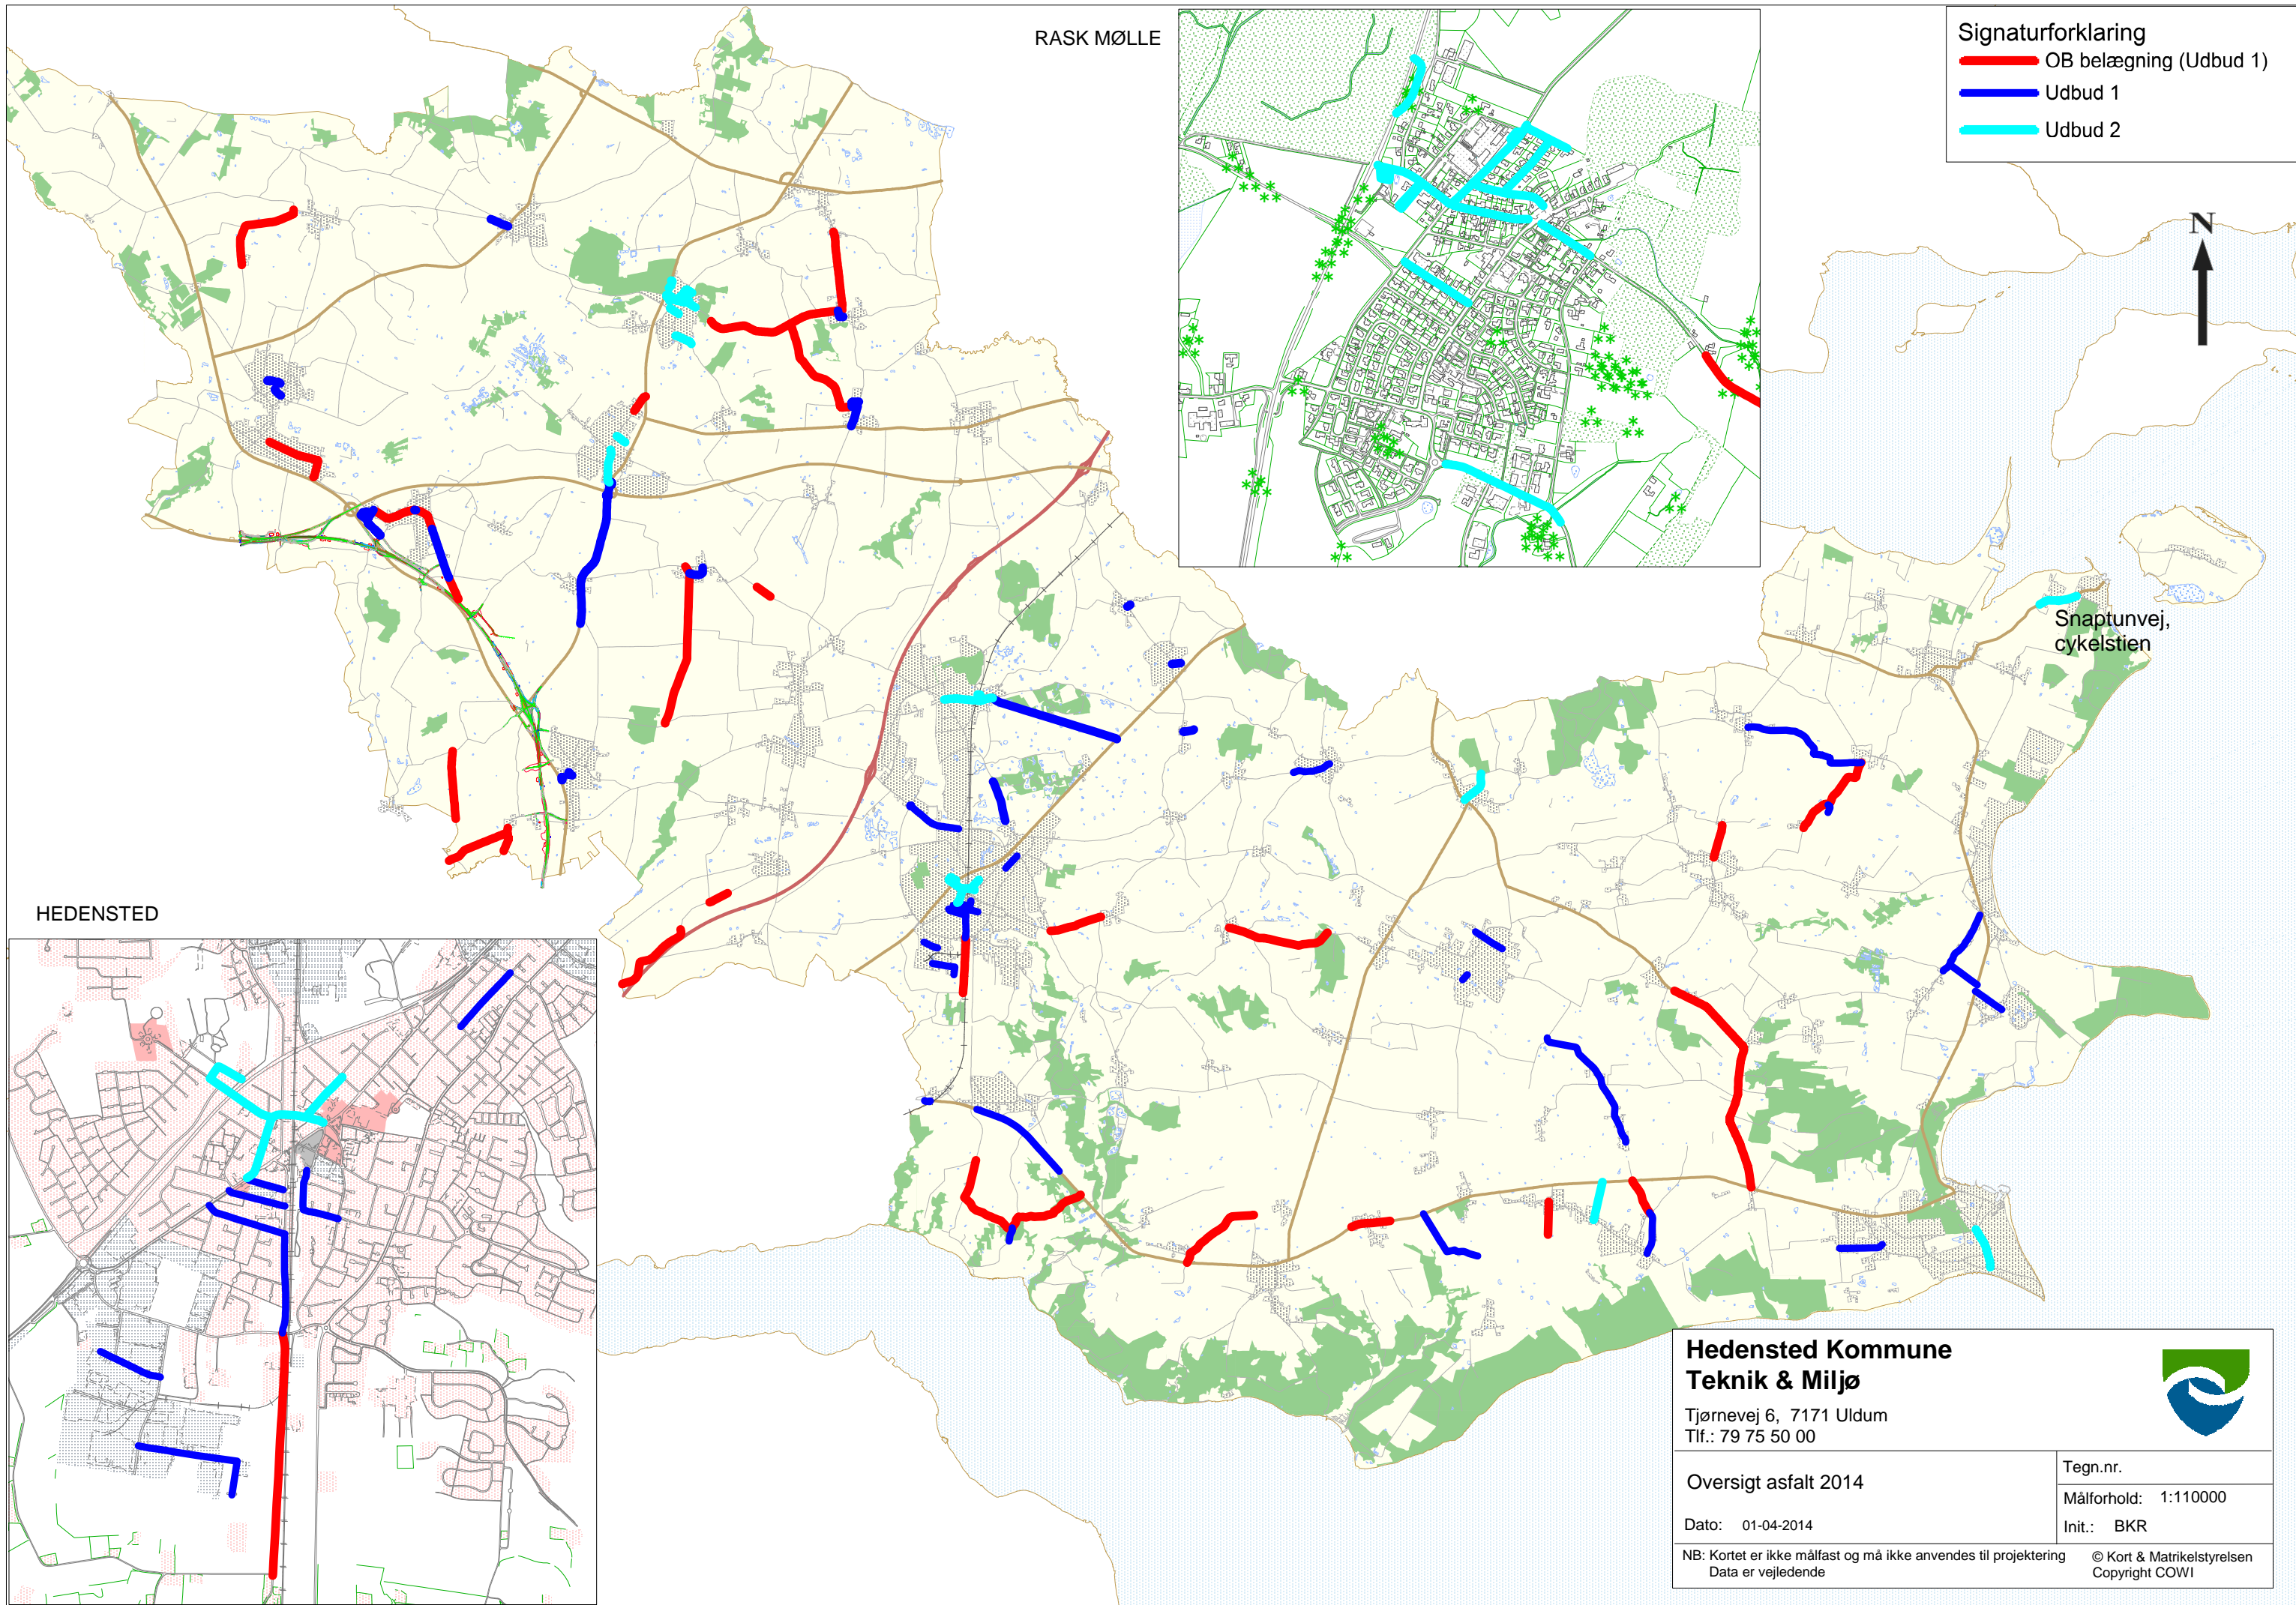 RASK MØLLE
Signaturforklaring
OB belægning (Udbud 1)
Udbud 1
Udbud 2
N
Snaptunvej,
cykelstien
HEDENSTED
Hedensted Kommune
Teknik & Miljø
Tjørnevej 6, 7171 Uldum
Tlf.: 79 75 50 00
Oversigt asfalt 2014
Tegn.nr.
Målforhold: 1:110000
Dato: 01-04-2014
Init.: BKR
NB: Kortet er ikke målfast og må ikke anvendes til projektering
Data er vejledende
© Kort & Matrikelstyrelsen
Copyright COWI